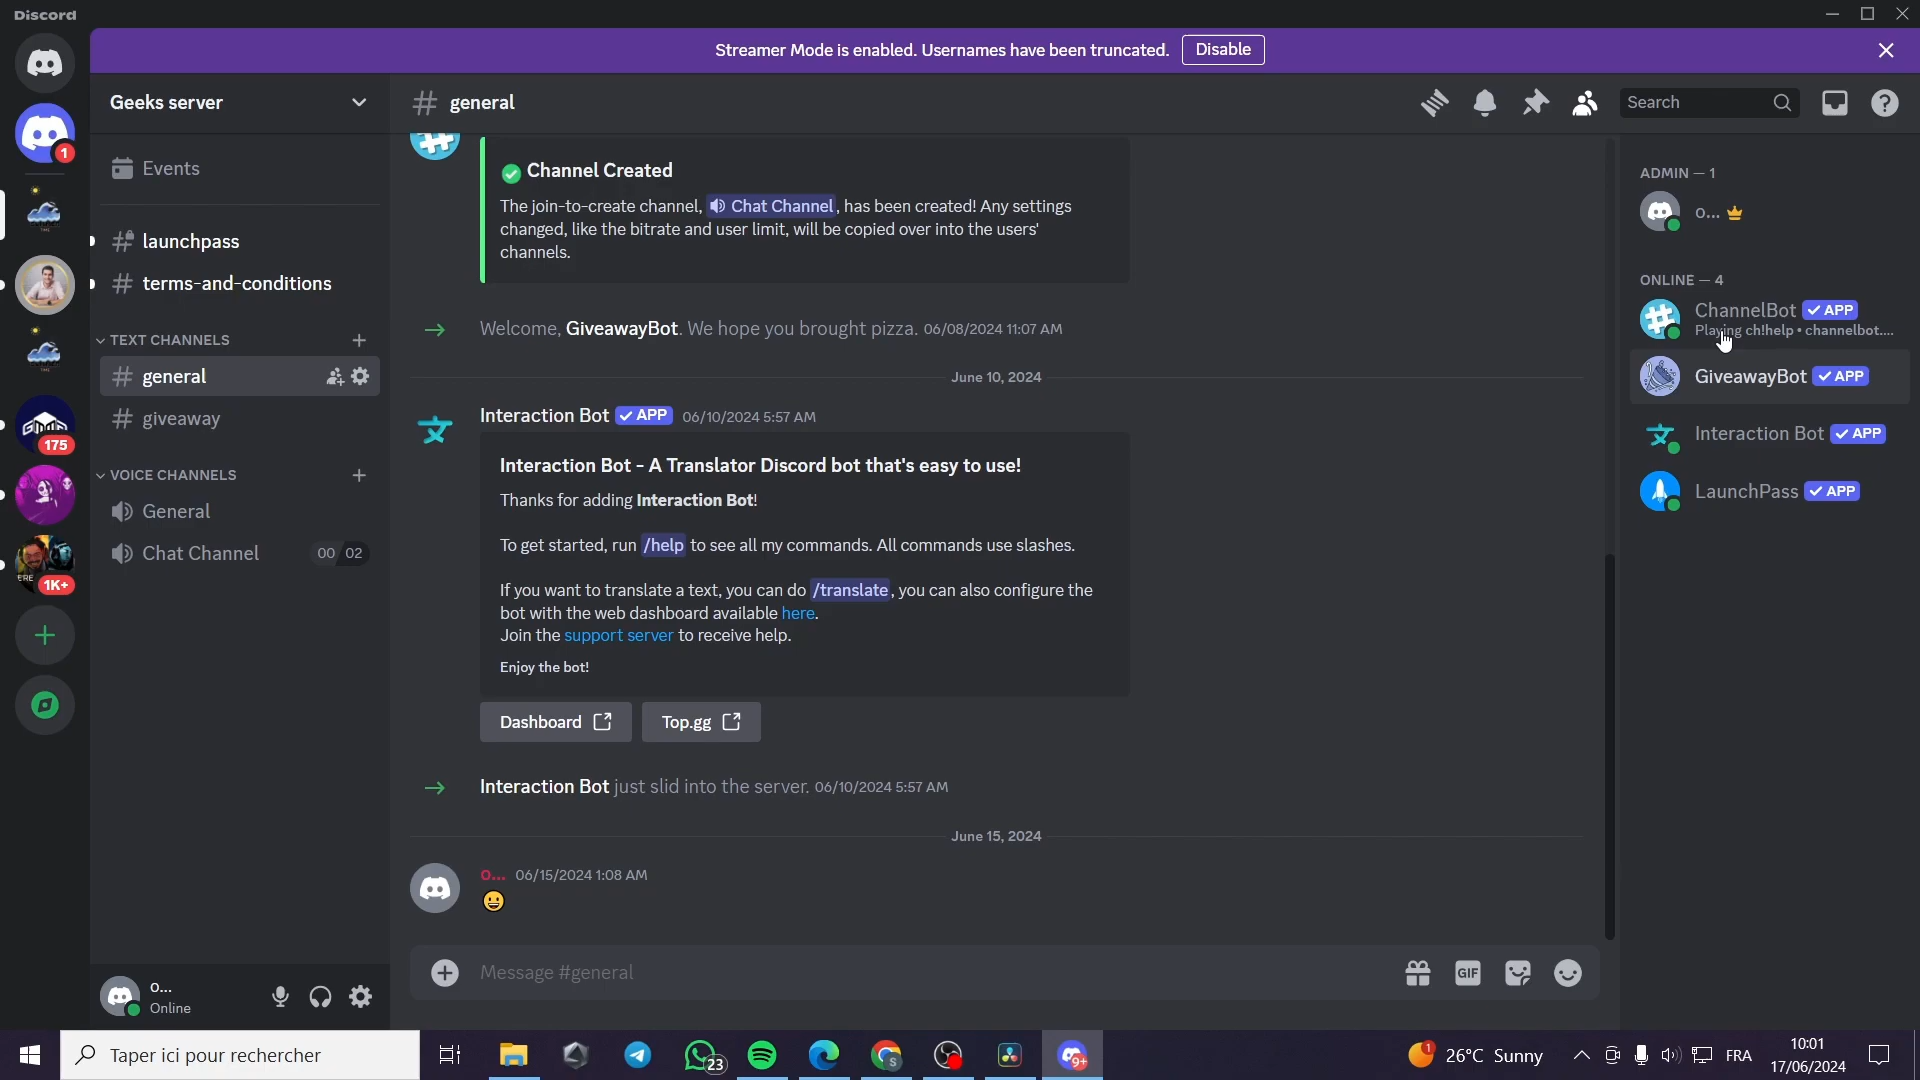 Discord
Streamer Mode is enabled. Usernames have been truncated. Disable
Geeks server
Events
launchpass
terms-and-conditions
TEXT CHANNELS
general
giveaway
VOICE CHANNELS
General
Chat Channel 00 02
1
175
ERE 1K+
o...
Online
general
Search
Channel Created
The join-to-create channel, Chat Channel, has been created! Any settings
changed, like the bitrate and user limit, will be copied over into the users'
channels.
Welcome, GiveawayBot. We hope you brought pizza. 06/08/2024 11:07 AM
June 10, 2024
Interaction Bot ✓ APP 06/10/2024 5:57 AM
Interaction Bot - A Translator Discord bot that's easy to use!
Thanks for adding Interaction Bot!
To get started, run /help to see all my commands. All commands use slashes.
If you want to translate a text, you can do /translate, you can also configure the
bot with the web dashboard available here.
Join the support server to receive help.
Enjoy the bot!
Dashboard
Top.gg
Interaction Bot just slid into the server. 06/10/2024 5:57 AM
June 15, 2024
o... 06/15/2024 1:08 AM
Message #general
GIF
ADMIN — 1
o...
ONLINE — 4
ChannelBot ✓ APP
Playing ch!help • channelbot....
GiveawayBot ✓ APP
Interaction Bot ✓ APP
LaunchPass ✓ APP
Taper ici pour rechercher
23
S
9+
1
26°C Sunny
FRA
10:01
17/06/2024